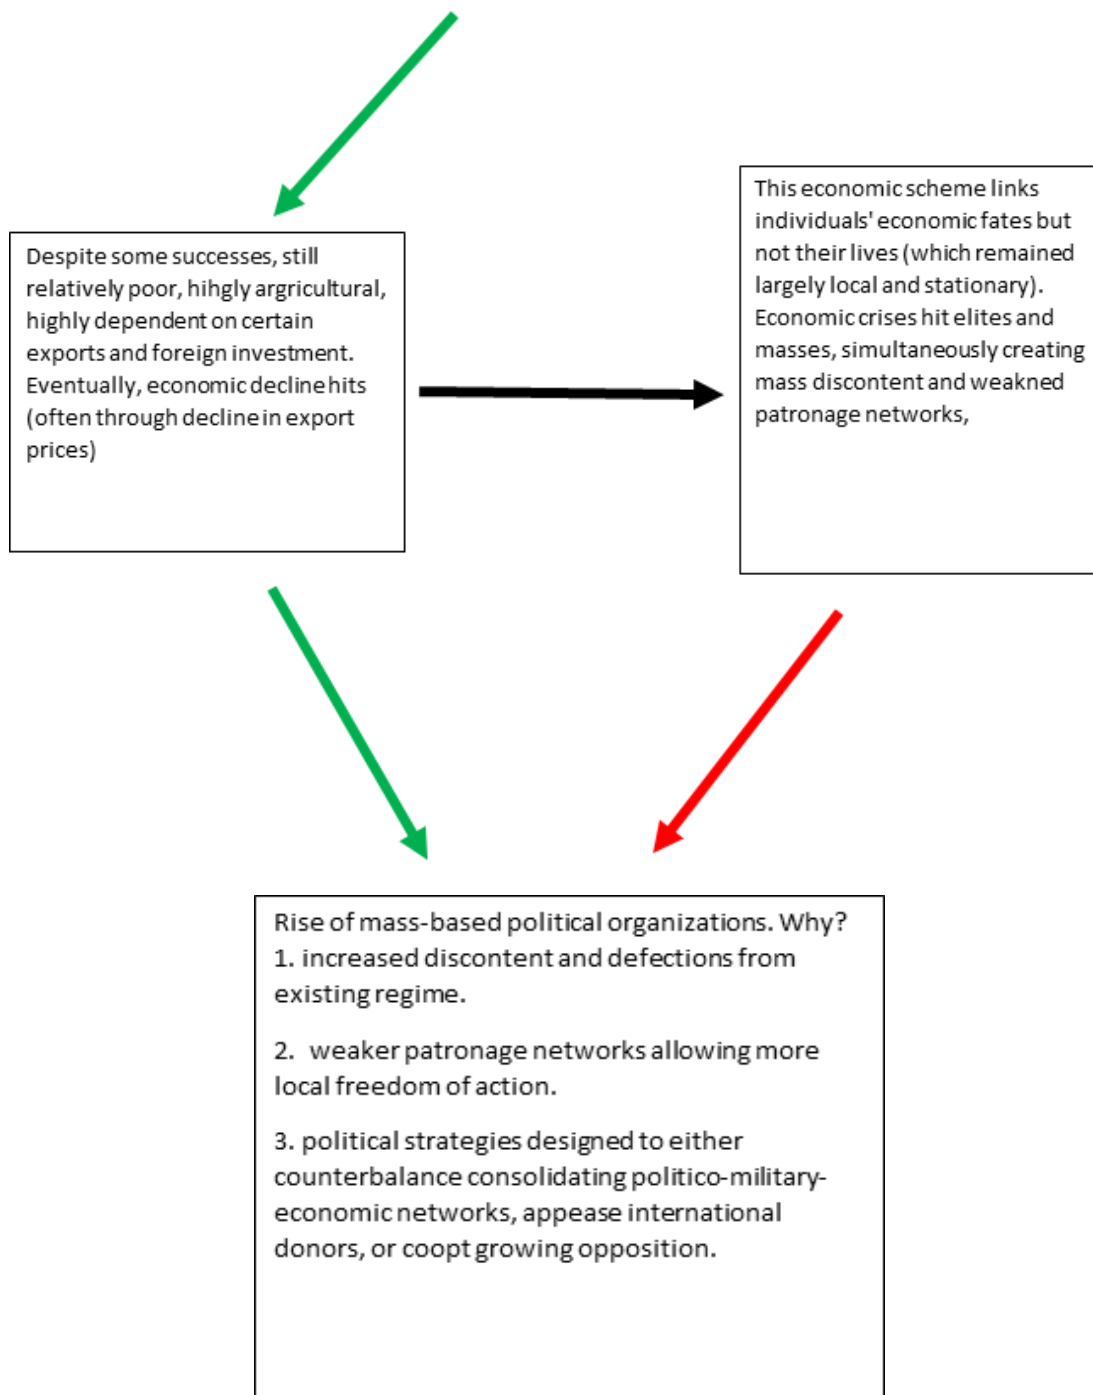 Despite some successes, still
relatively poor, hihgly argricultural,
highly dependent on certain
exports and foreign investment.
Eventually, economic decline hits
(often through decline in export
prices)
This economic scheme links
individuals' economic fates but
not their lives (which remained
largely local and stationary).
Economic crises hit elites and
masses, simultaneously creating
mass discontent and weakned
patronage networks,
Rise of mass-based political organizations. Why?
1. increased discontent and defections from
existing regime.
2. weaker patronage networks allowing more
local freedom of action.
3. political strategies designed to either
counterbalance consolidating politico-military-
economic networks, appease international
donors, or coopt growing opposition.